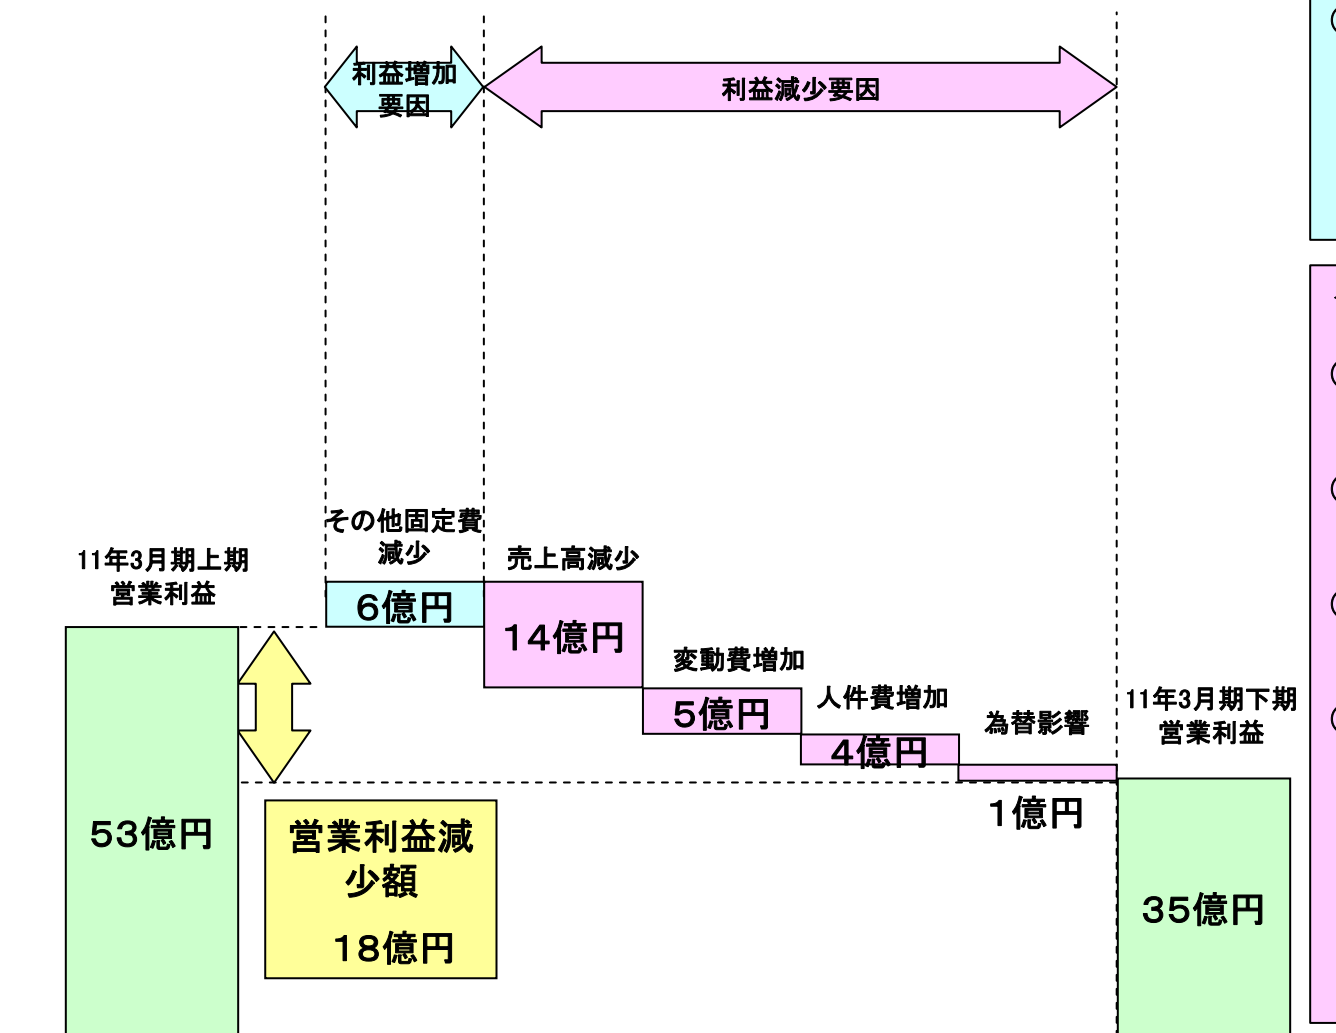 利益増加
要因
利益減少要因
その他固定費
減少
売上高減少
11年3月期上期
営業利益
6億円
14億円
変動費増加
5億円
人件費増加
4億円
為替影響
1億円
11年3月期下期
営業利益
53億円
営業利益減
少額
18億円
35億円